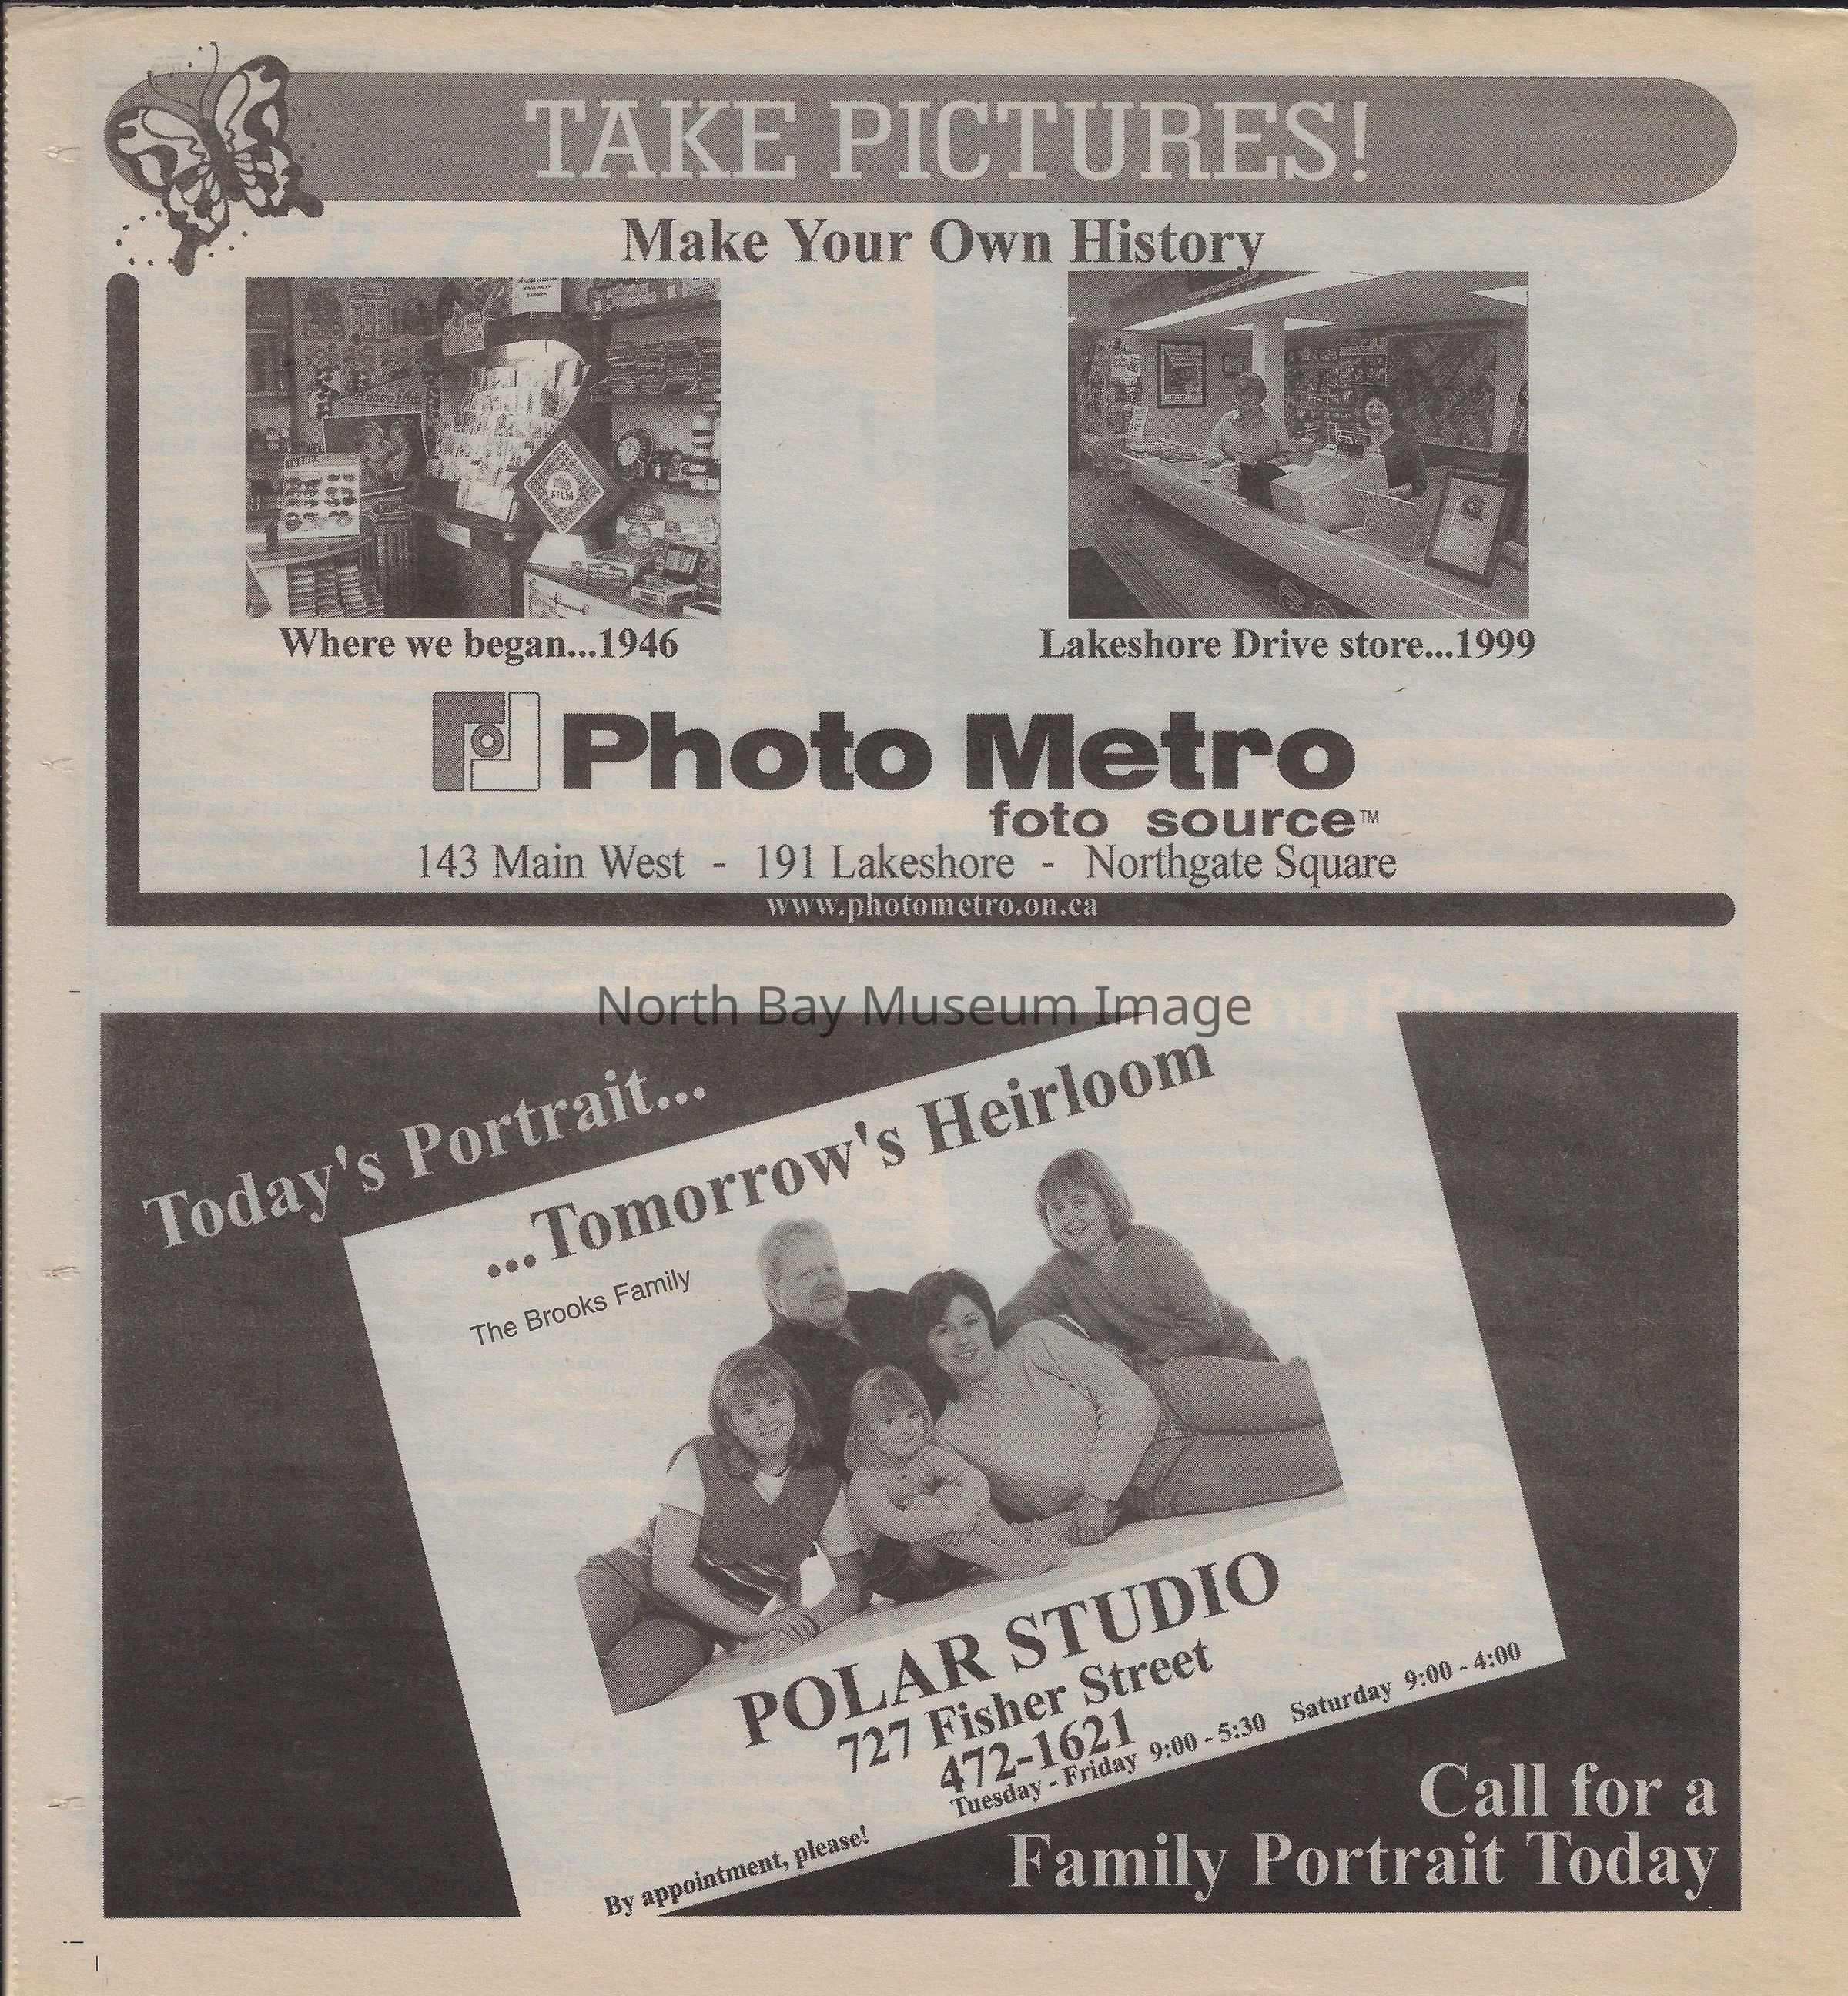 TAKE PICTURES!
Make Your Own History
Ansco film
FILM
Where we began...1946
Lakeshore Drive store...1999
Photo Metro
foto source™
143 Main West - 191 Lakeshore - Northgate Square
www.photometro.on.ca
North Bay Museum Image
Today's Portrait...
...Tomorrow's Heirloom
The Brooks Family
POLAR STUDIO
727 Fisher Street
472-1621
Tuesday - Friday 9:00 - 5:30 Saturday 9:00 - 4:00
By appointment, please!
Call for a
Family Portrait Today